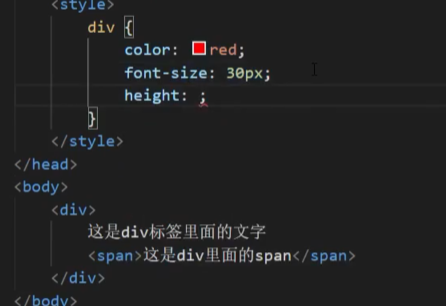 <style>
div {
color: red;
font-size: 30px;
height: ;
}
</style>
</head>
<body>
<div>
这是div标签里面的文字
<span>这是div里面的span</span>
</div>
</body>